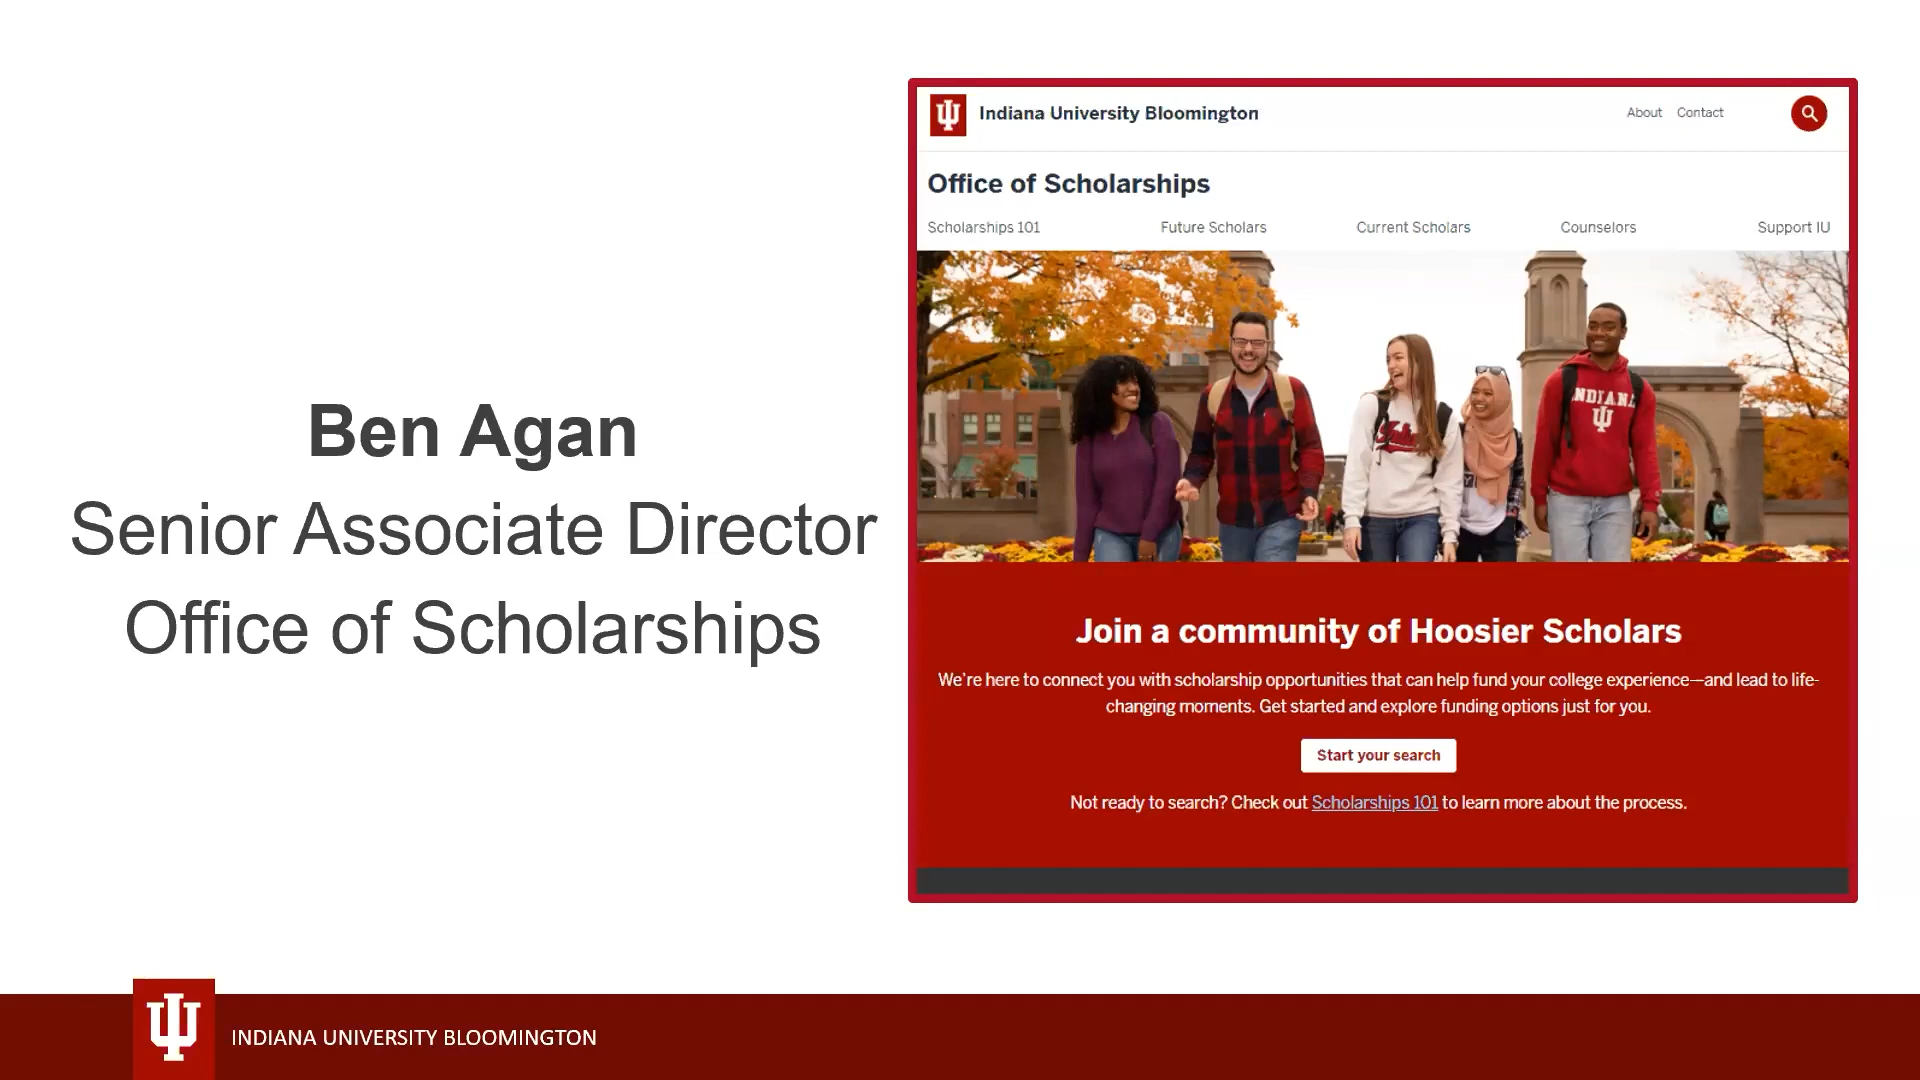 Ben Agan
Senior Associate Director
Office of Scholarships
Indiana University Bloomington
About
Contact
Office of Scholarships
Scholarships 101
Future Scholars
Current Scholars
Counselors
Support IU
INDIANA
Join a community of Hoosier Scholars
We're here to connect you with scholarship opportunities that can help fund your college experience—and lead to life-
changing moments. Get started and explore funding options just for you.
Start your search
Not ready to search? Check out Scholarships 101 to learn more about the process.
INDIANA UNIVERSITY BLOOMINGTON